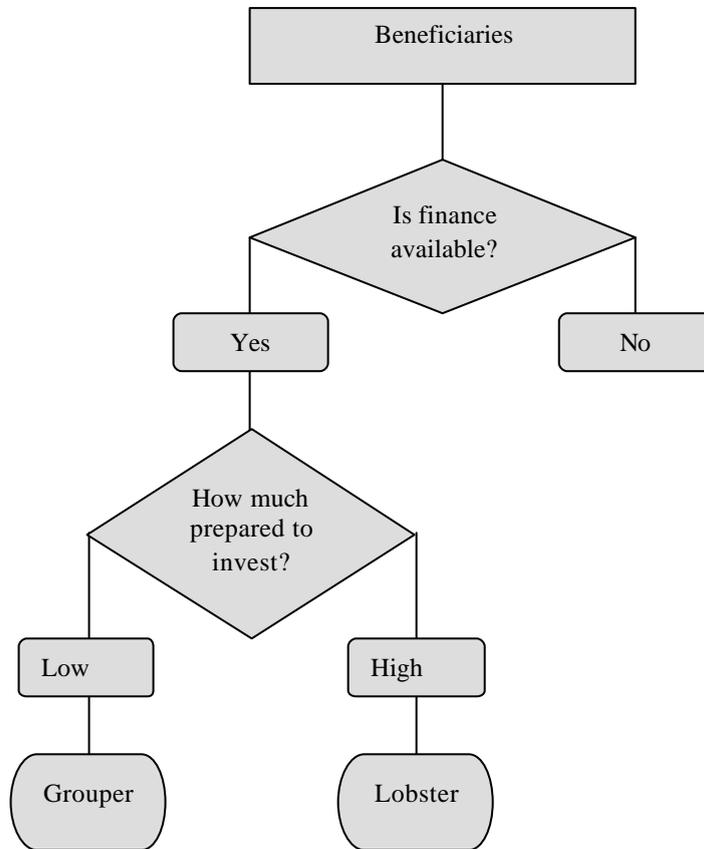 Beneficiaries
Is finance
available?
Yes
No
How much
prepared to
invest?
Low
High
Grouper
Lobster